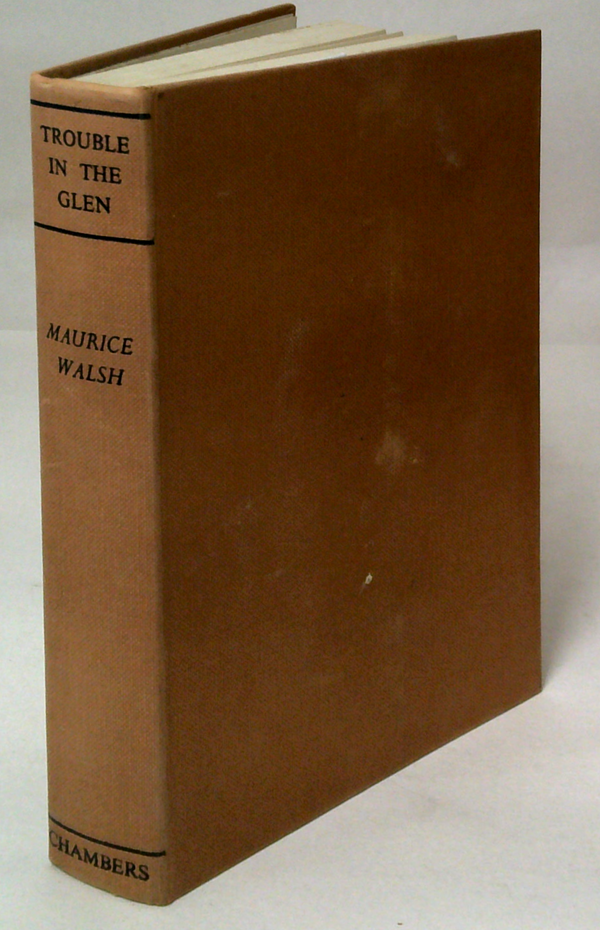 TROUBLE
IN THE
GLEN
MAURICE
WALSH
CHAMBERS